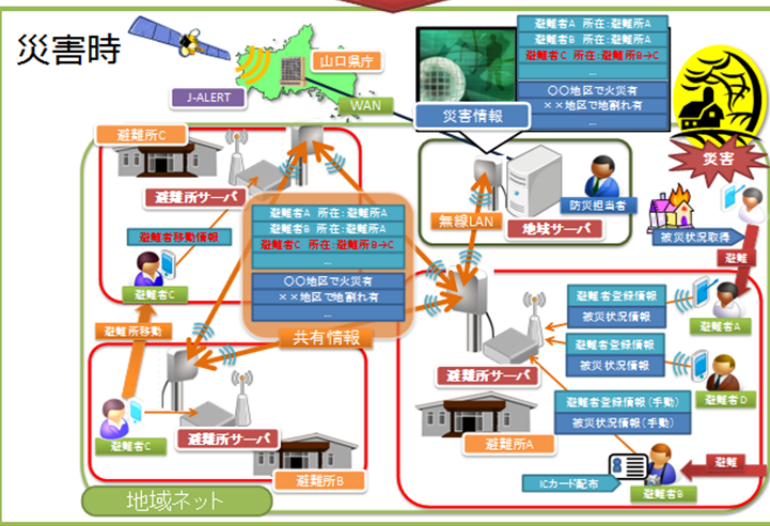 災害時
J-ALERT
山口県庁
WAN
避難者A 所在:避難所A
避難者B 所在:避難所A
避難者C 所在:避難所B→C
...
〇〇地区で火災有
××地区で地割れ有
...
災害情報
災害
避難所C
避難所サーバ
避難者移動情報
避難者C
避難所移動
避難者A 所在:避難所A
避難者B 所在:避難所A
避難者C 所在:避難所B→C
...
〇〇地区で火災有
××地区で地割れ有
...
共有情報
無線LAN
地域サーバ
防災担当者
被災状況取得
避難
避難者登録情報
被災状況情報
避難者A
避難者登録情報
被災状況情報
避難者D
避難所サーバ
避難者登録情報(手動)
被災状況情報(手動)
避難所A
ICカード配布
避難者B
避難
避難者C
避難所サーバ
避難所B
地域ネット